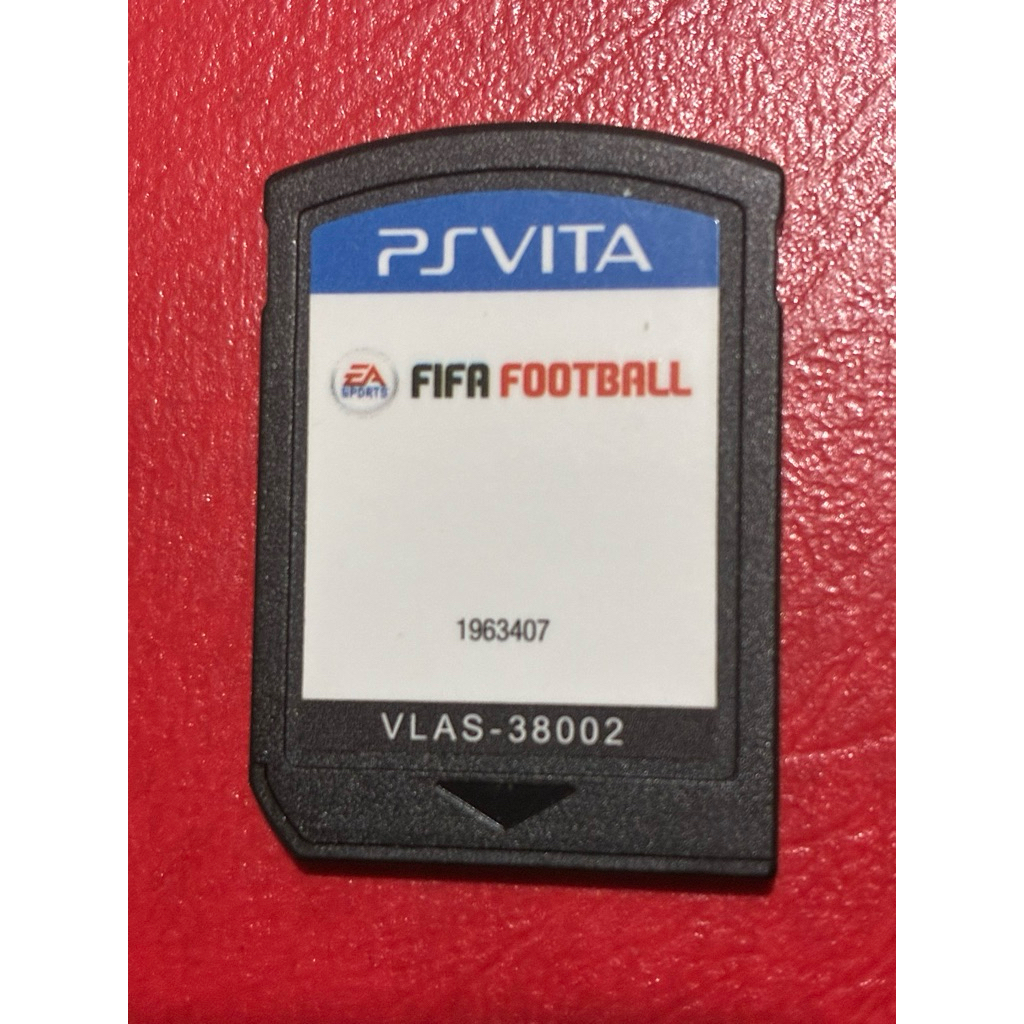 PSVITA
EA SPORTS FIFA FOOTBALL
1963407
VLAS-38002